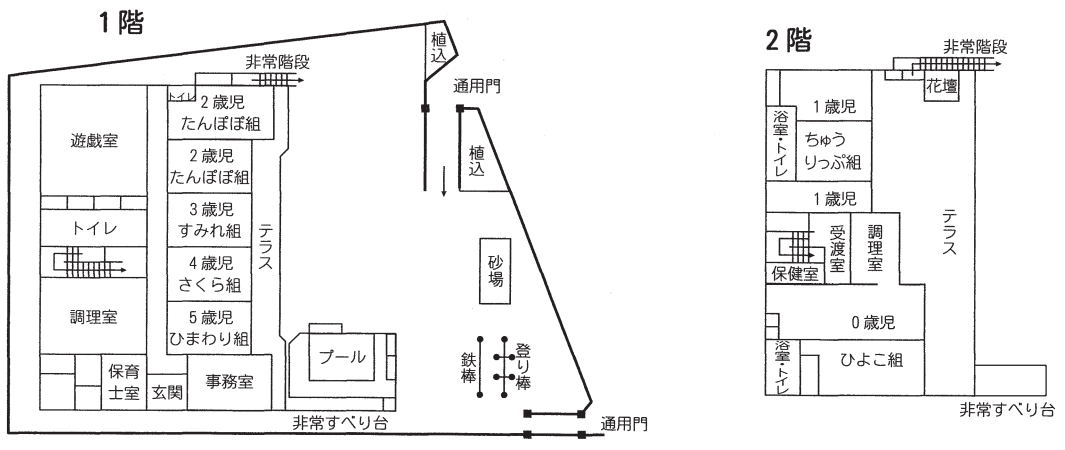 1階
植
込
非常階段
通用門
トイレ
2歳児
たんぽぽ組
遊戯室
2歳児
たんぽぽ組
植
込
3歳児
すみれ組
トイレ
テラス
4歳児
さくら組
砂
場
調理室
5歳児
ひまわり組
プール
鉄
棒
登り棒
保育
士室
玄関
事務室
非常すべり台
通用門
2階
非常階段
花壇
1歳児
浴室・トイレ
ちゅう
りっぷ組
1歳児
受渡室
調理室
テラス
保健室
0歳児
浴室・トイレ
ひよこ組
非常すべり台